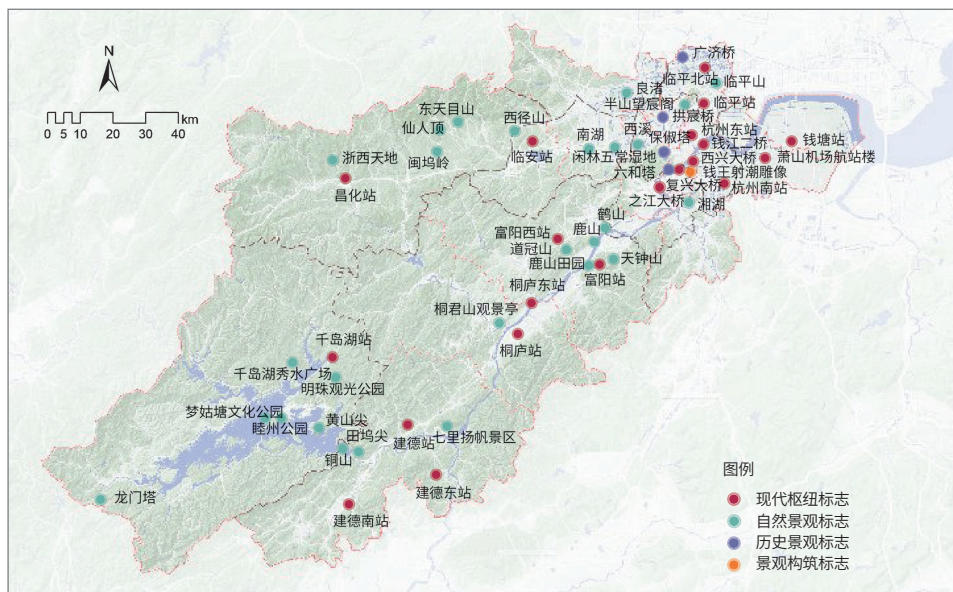 N
0 5 10 20 30 40
km
广济桥
临平北站
临平山
良渚
半山望宸阁
临平站
拱宸桥
东天目山
仙人顶
西径山
南湖
西溪
保俶塔
杭州东站
钱江二桥
钱塘站
浙西天地
闽坞岭
临安站
闲林五常湿地
西兴大桥
萧山机场航站楼
六和塔
钱王射潮雕像
昌化站
复兴大桥
杭州南站
之江大桥
湘湖
鹤山
富阳西站
鹿山
道冠山
鹿山田园
天钟山
富阳站
桐庐东站
桐君山观景亭
桐庐站
千岛湖站
千岛湖秀水广场
明珠观光公园
梦姑塘文化公园
睦州公园
黄山尖
田坞尖
建德站
七里扬帆景区
铜山
龙门塔
建德东站
建德南站
图例
现代枢纽标志
自然景观标志
历史景观标志
景观构筑标志